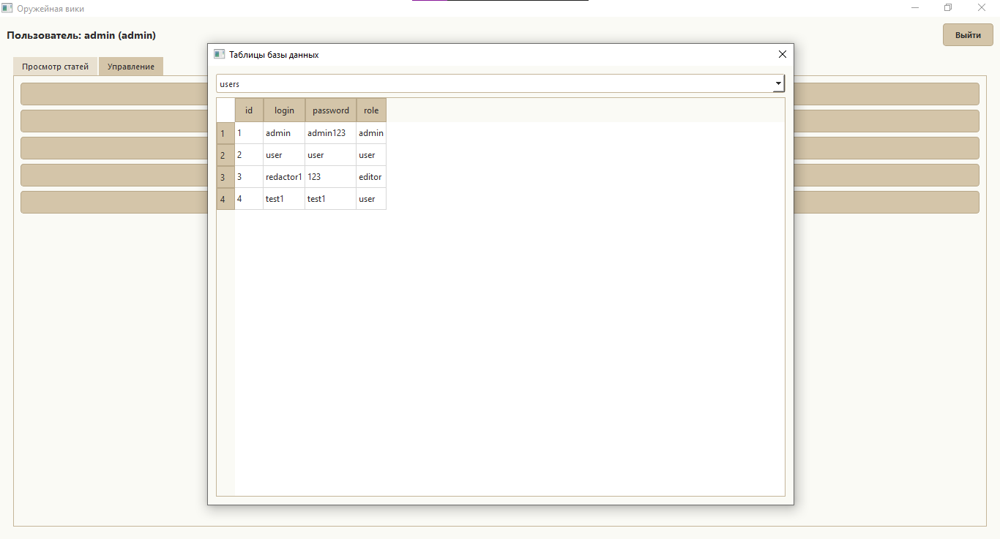 Оружейная вики
Пользователь: admin (admin)
Выйти
Просмотр статей
Управление
Таблицы базы данных
users
id login password role
1 1 admin admin123 admin
2 2 user user user
3 3 redactor1 123 editor
4 4 test1 test1 user